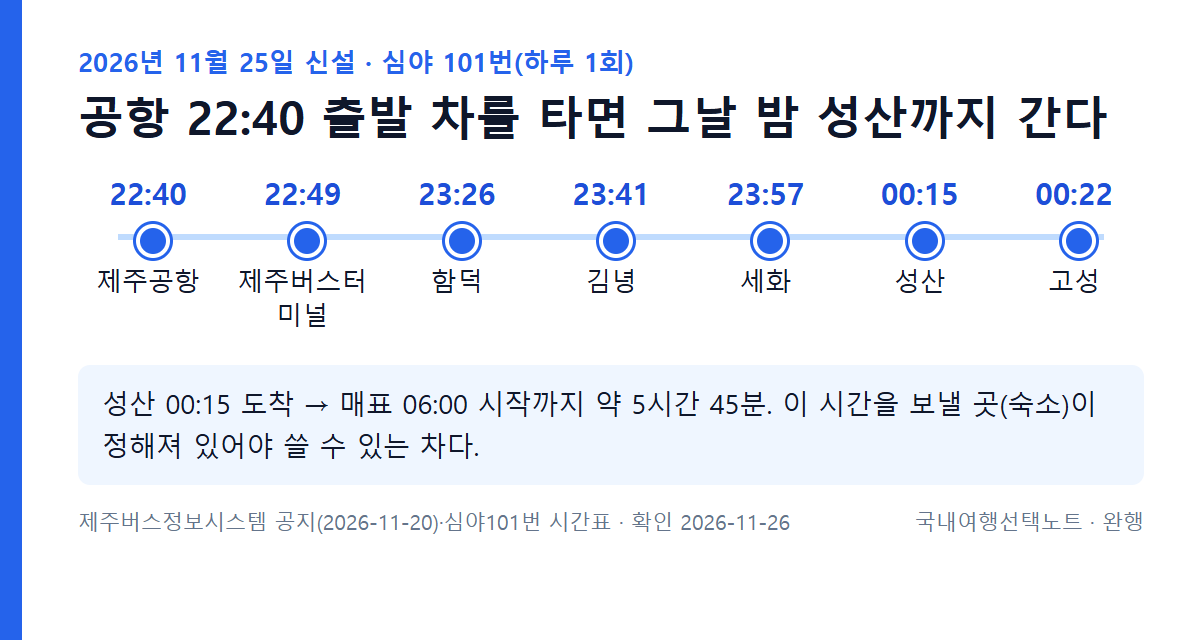 2026년 11월 25일 신설 · 심야 101번(하루 1회)
공항 22:40 출발 차를 타면 그날 밤 성산까지 간다
22:40 22:49 23:26 23:41 23:57 00:15 00:22
제주공항 제주버스터 함덕 김녕 세화 성산 고성
미널
성산 00:15 도착 → 매표 06:00 시작까지 약 5시간 45분. 이 시간을 보낼 곳(숙소)이
정해져 있어야 쓸 수 있는 차다.
제주버스정보시스템 공지(2026-11-20)·심야101번 시간표 · 확인 2026-11-26 국내여행선택노트 · 완행